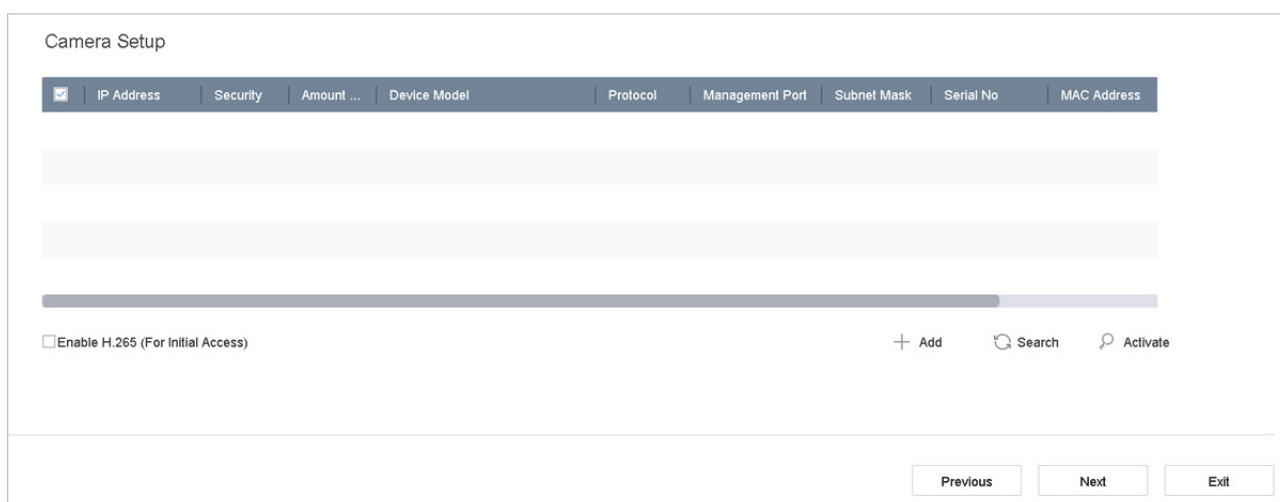 Camera Setup
IP Address Security Amount ... Device Model Protocol Management Port Subnet Mask Serial No MAC Address
Enable H.265 (For Initial Access) Add Search Activate
Previous Next Exit